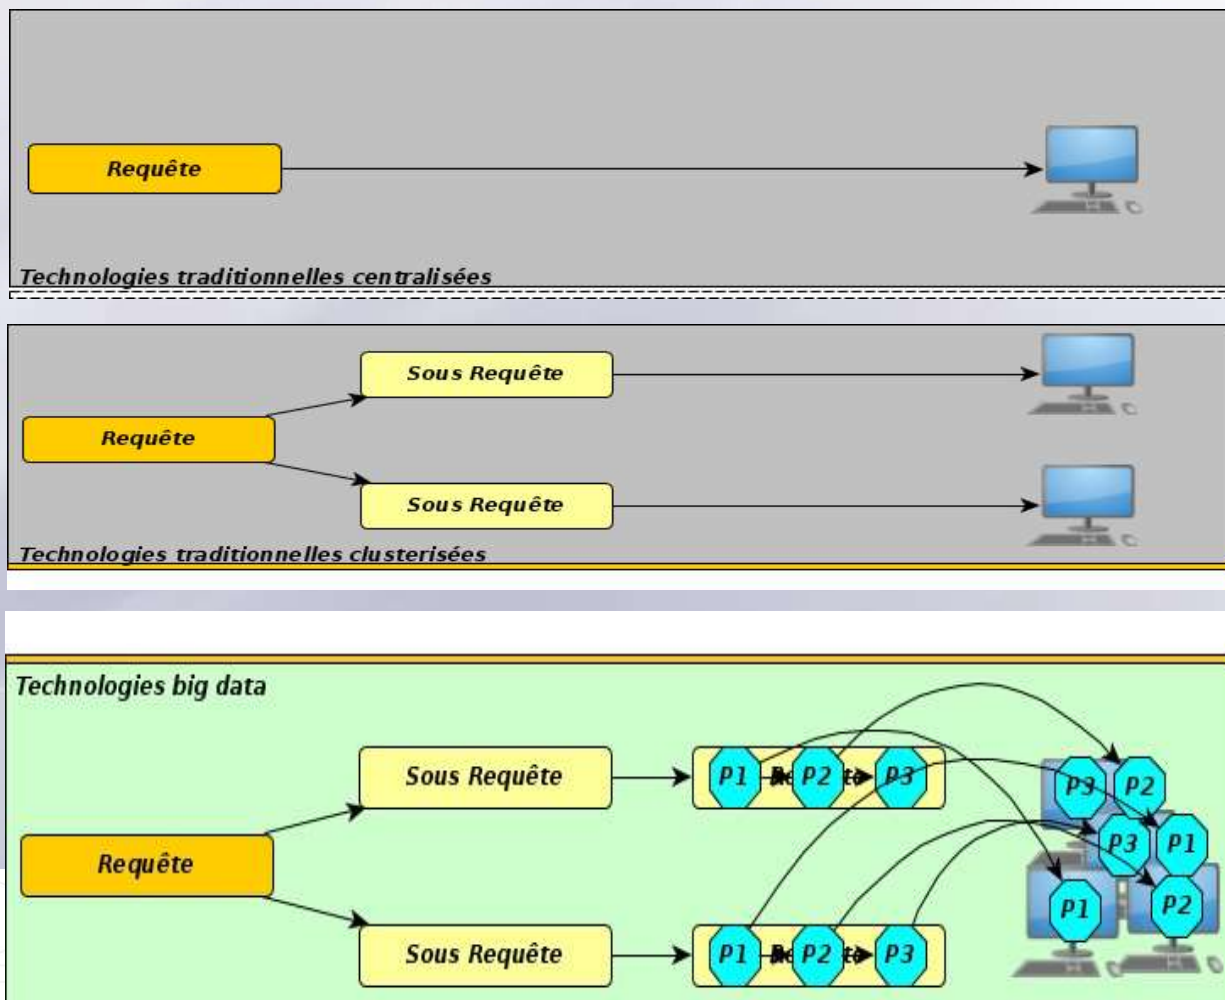 Requête
Technologies traditionnelles centralisées
Sous Requête
Requête
Sous Requête
Technologies traditionnelles clusterisées
Technologies big data
Sous Requête
P1 P2 P3
P3 P2
P3 P1
Requête
P1 P2
Sous Requête
P1 P2 P3